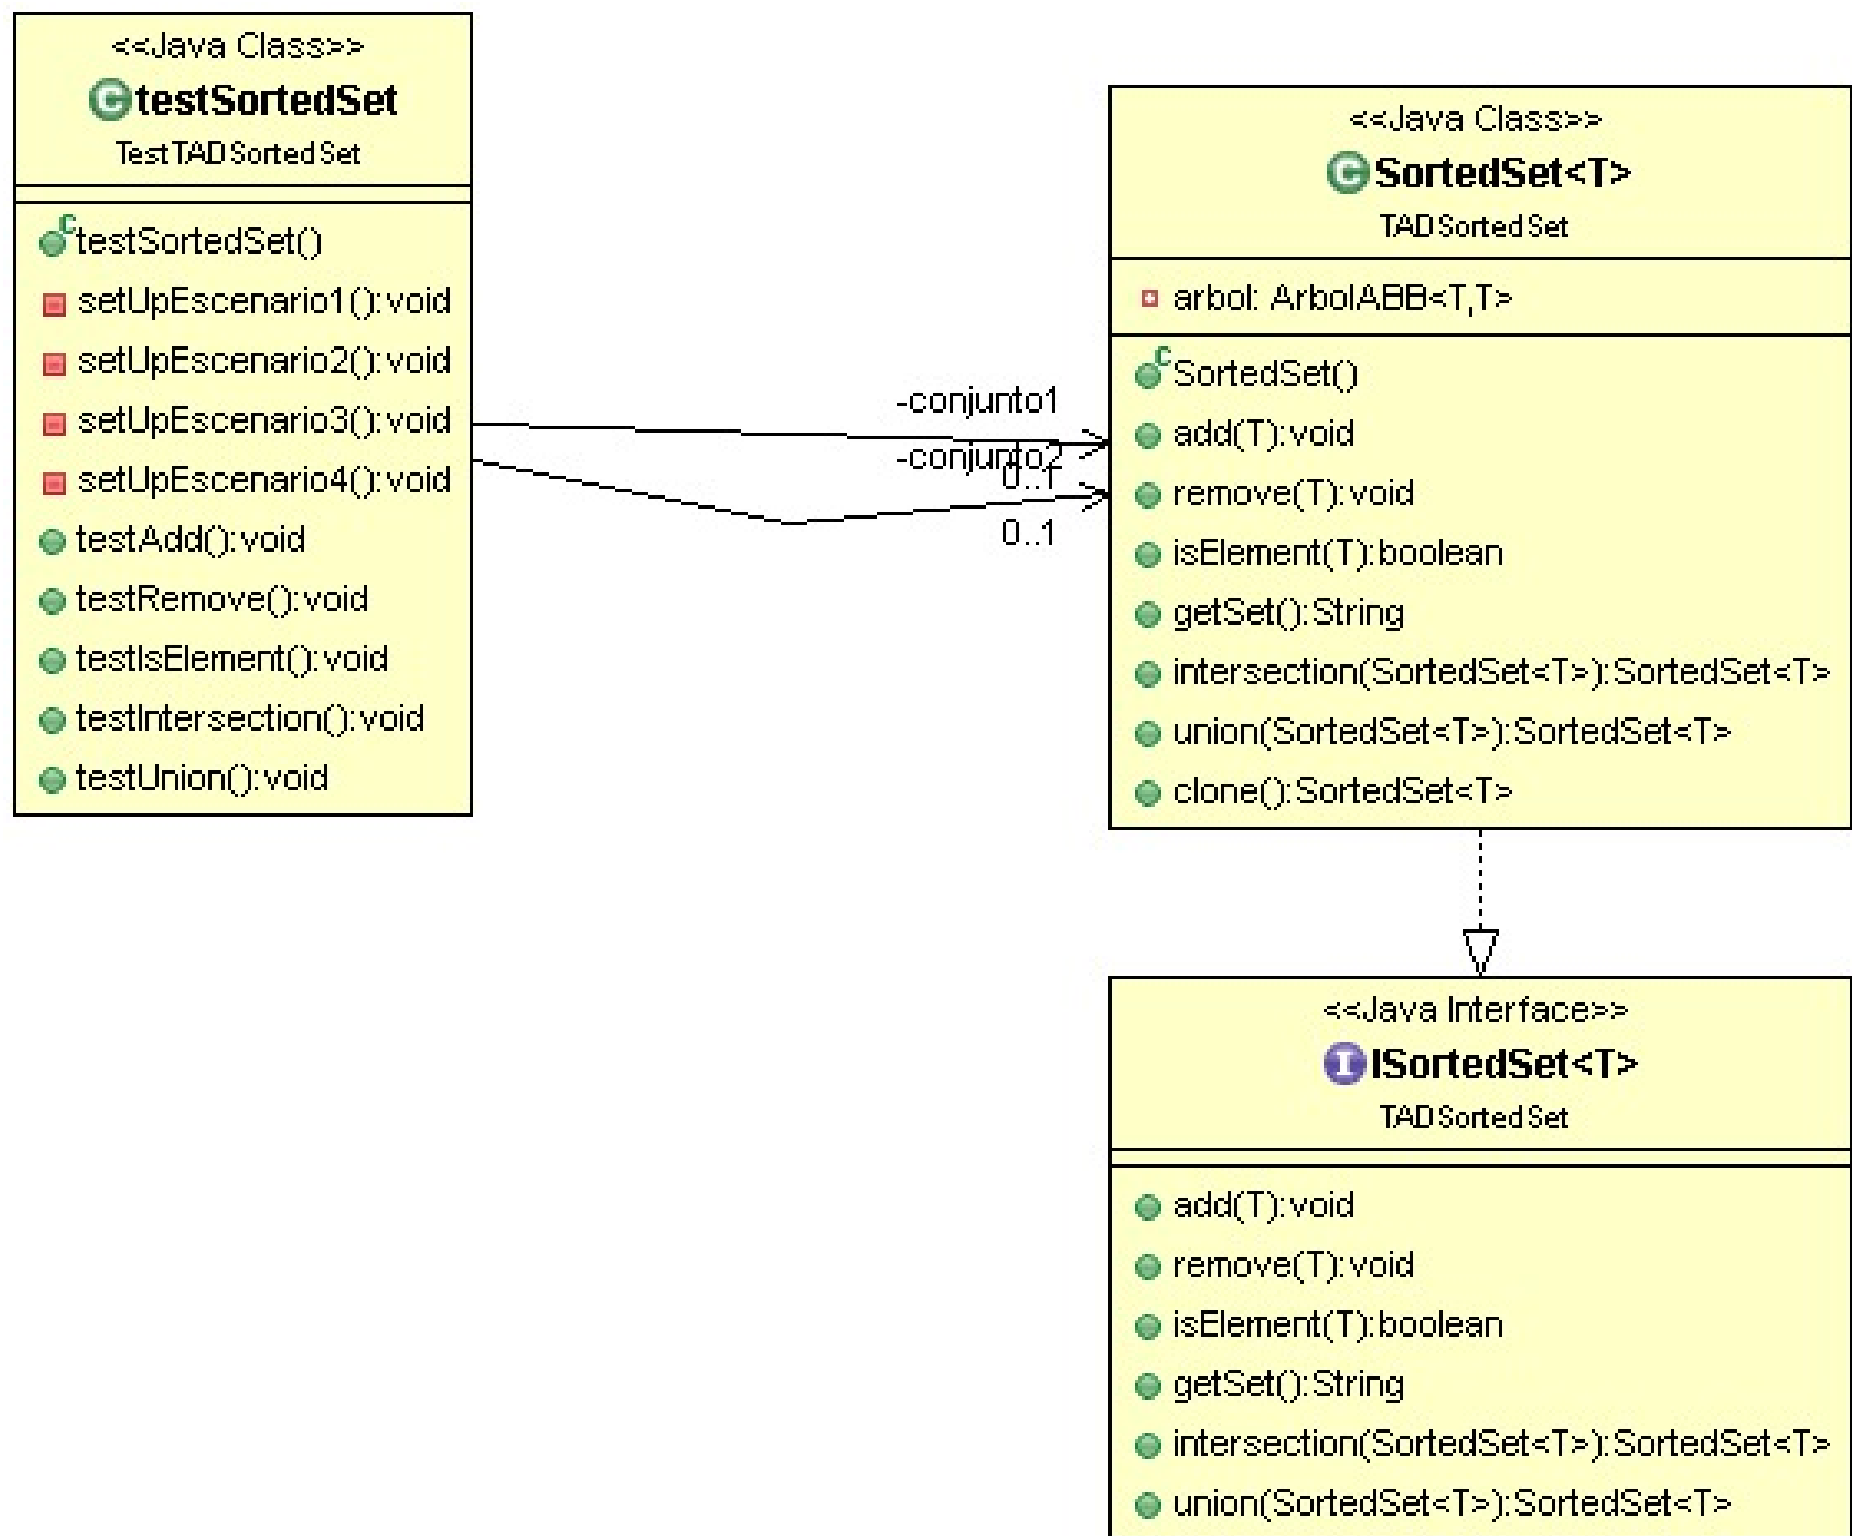 <<Java Class>>
testSortedSet
TestTADSortedSet
testSortedSet()
setUpEscenario1():void
setUpEscenario2():void
setUpEscenario3():void
setUpEscenario4():void
testAdd():void
testRemove():void
testIsElement():void
testIntersection():void
testUnion():void
-conjunto1
0..1
-conjunto2
0..1
<<Java Class>>
SortedSet<T>
TADSortedSet
arbol: ArbolABB<T,T>
SortedSet()
add(T):void
remove(T):void
isElement(T):boolean
getSet():String
intersection(SortedSet<T>):SortedSet<T>
union(SortedSet<T>):SortedSet<T>
clone():SortedSet<T>
<<Java Interface>>
ISortedSet<T>
TADSortedSet
add(T):void
remove(T):void
isElement(T):boolean
getSet():String
intersection(SortedSet<T>):SortedSet<T>
union(SortedSet<T>):SortedSet<T>